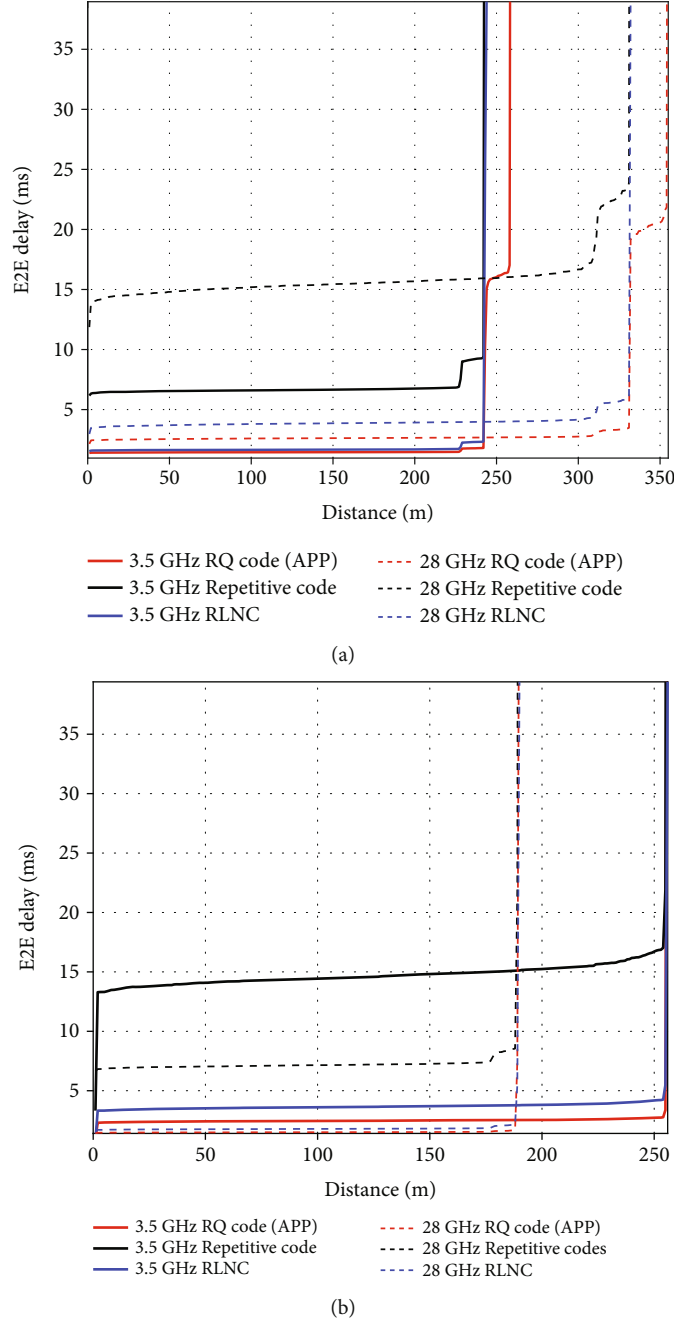 35
30
25
20
15
10
5
E2E delay (ms)
0 50 100 150 200 250 300 350
Distance (m)
3.5 GHz RQ code (APP) 28 GHz RQ code (APP)
3.5 GHz Repetitive code 28 GHz Repetitive code
3.5 GHz RLNC 28 GHz RLNC
(a)
35
30
25
20
15
10
5
E2E delay (ms)
0 50 100 150 200 250
Distance (m)
3.5 GHz RQ code (APP) 28 GHz RQ code (APP)
3.5 GHz Repetitive code 28 GHz Repetitive codes
3.5 GHz RLNC 28 GHz RLNC
(b)